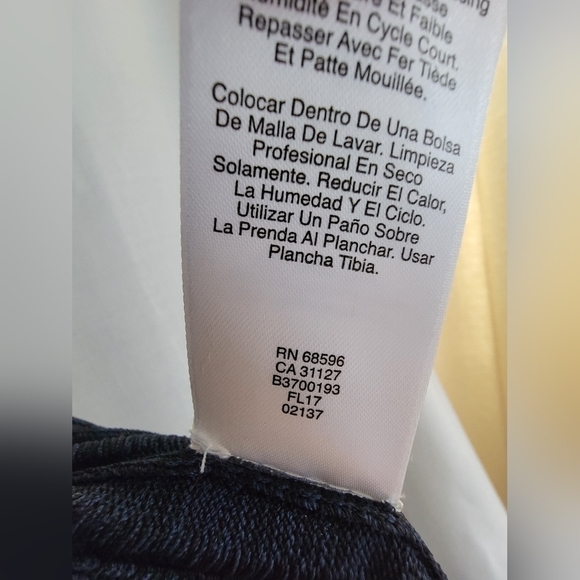 Et Faible
En Cycle Court.
Repasser Avec Fer Tiède
Et Patte Mouillée.
Colocar Dentro De Una Bolsa
De Malla De Lavar. Limpieza
Profesional En Seco
Solamente. Reducir El Calor,
La Humedad Y El Ciclo.
Utilizar Un Paño Sobre
La Prenda Al Planchar. Usar
Plancha Tibia.
RN 68596
CA 31127
B3700193
FL17
02137